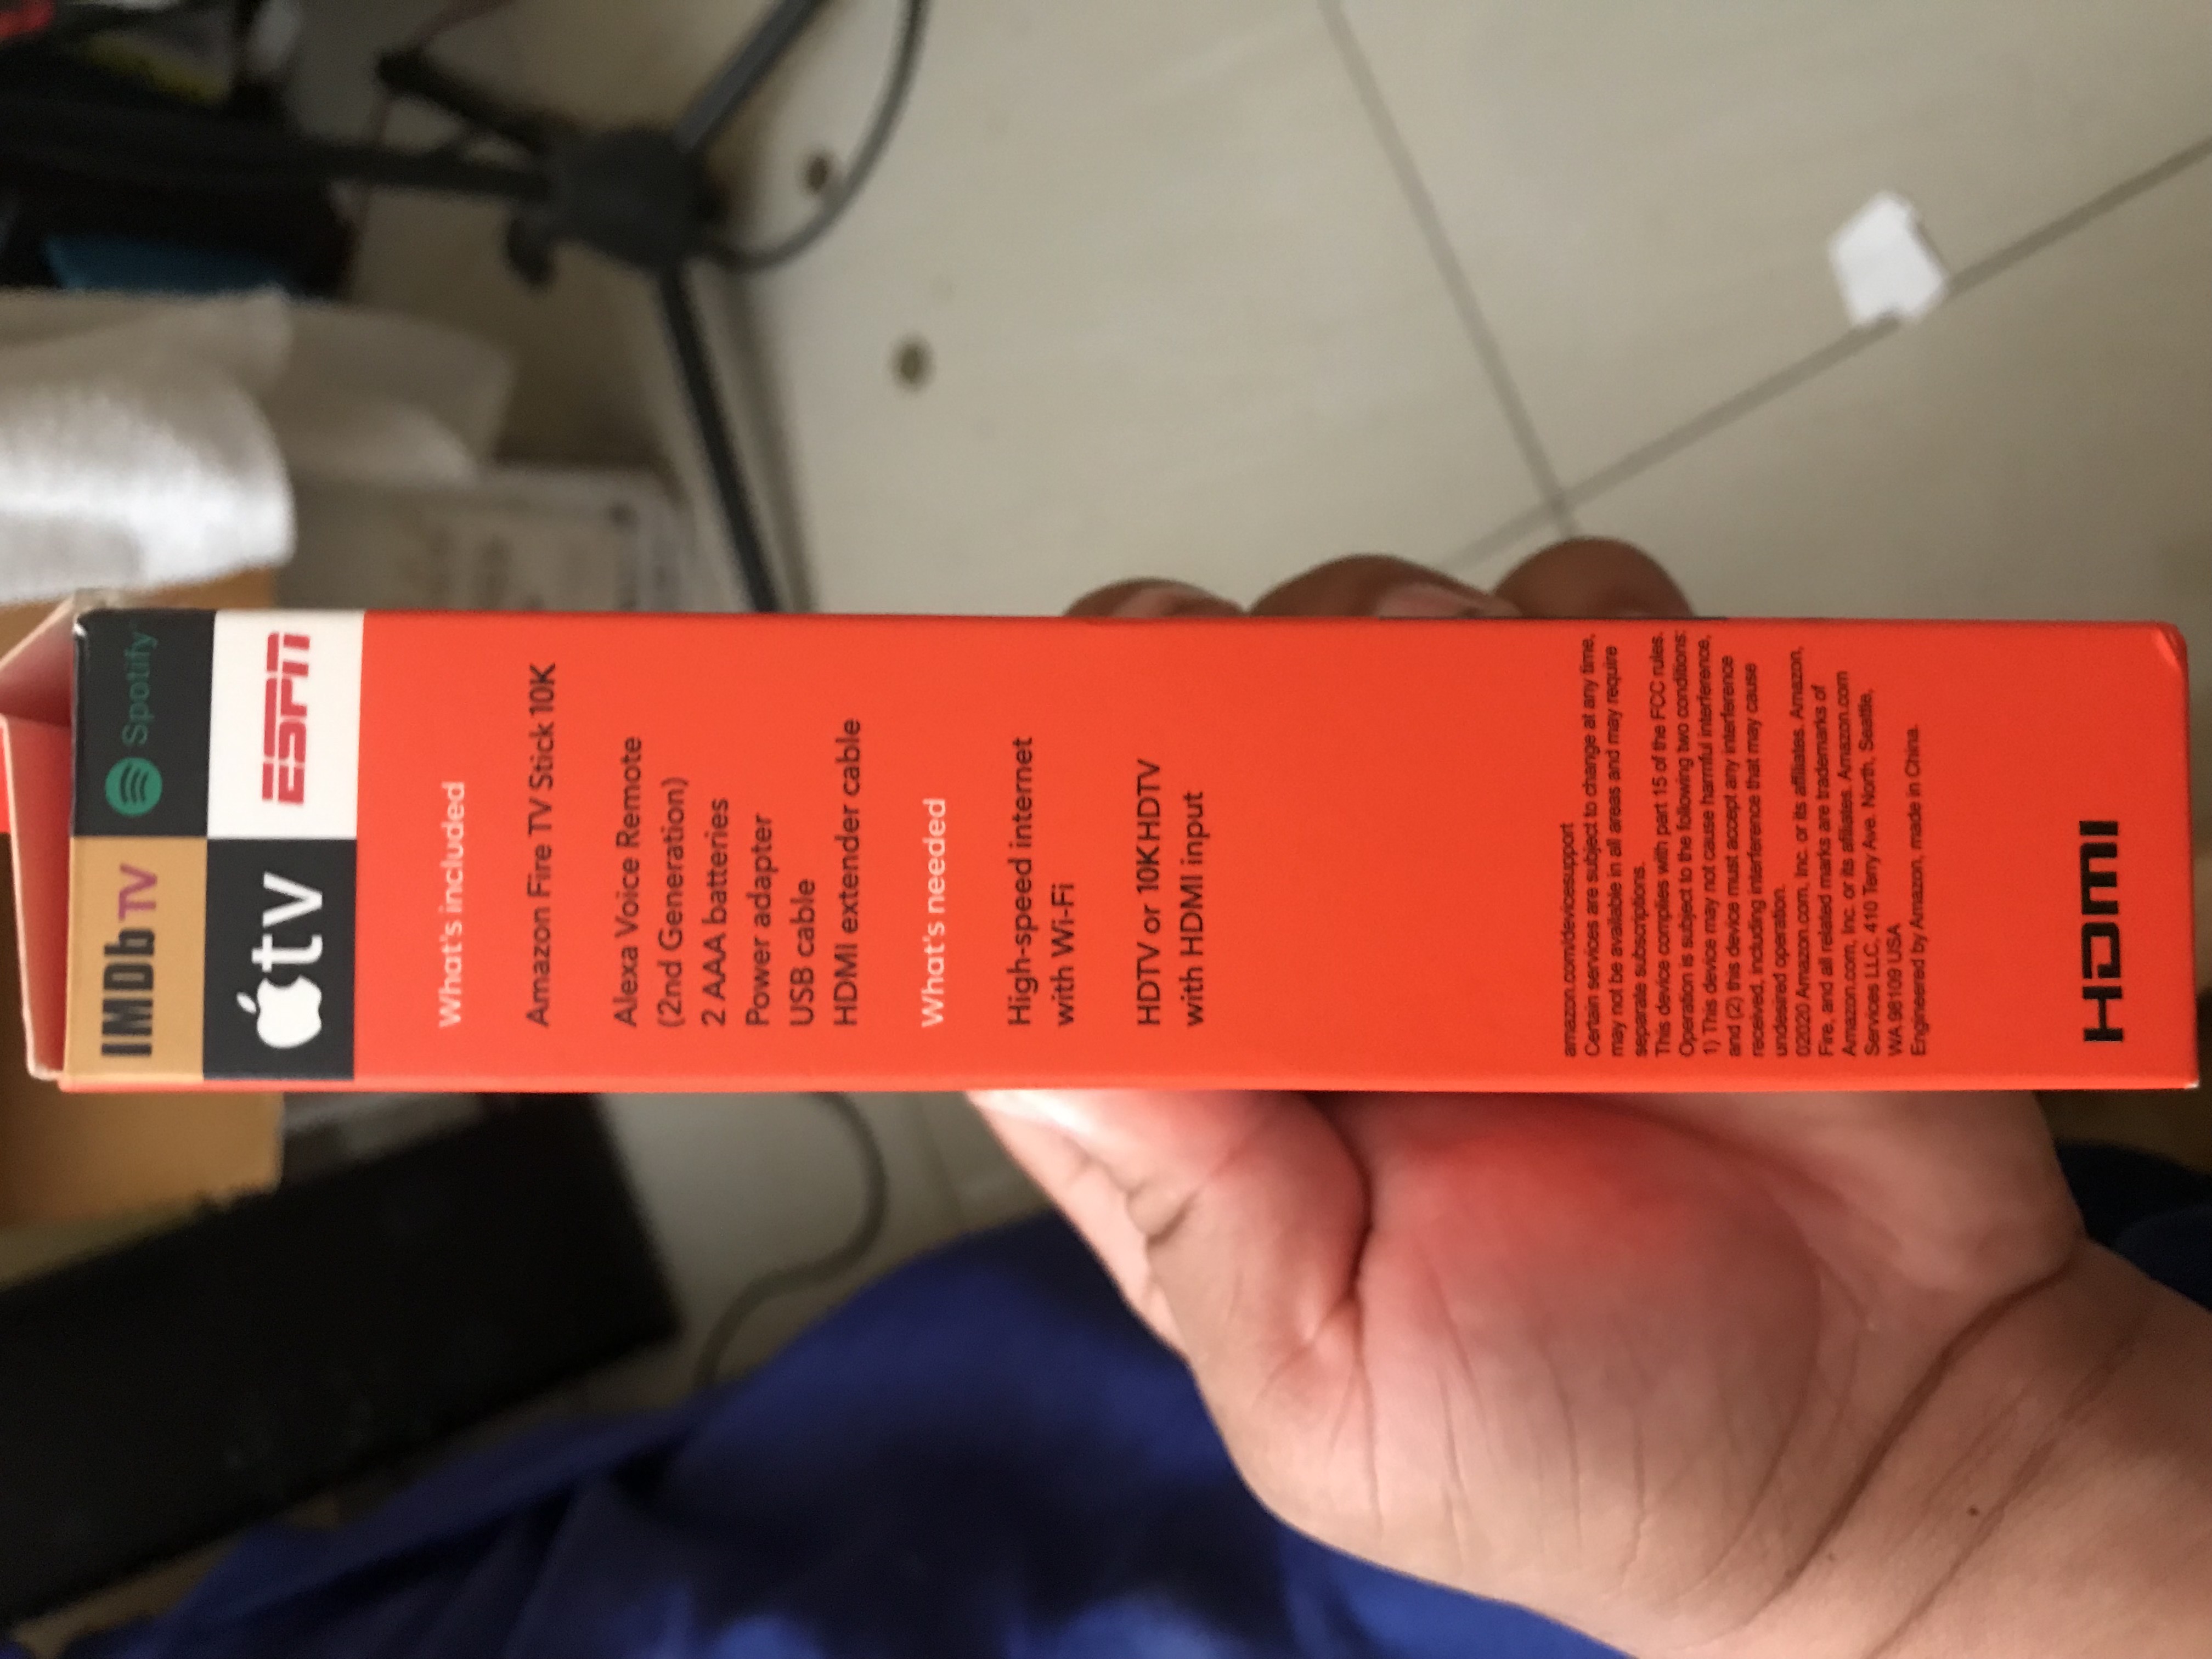 IMDb TV
Spotify
tv
ESPN
What's included
Amazon Fire TV Stick 10K
Alexa Voice Remote
(2nd Generation)
2 AAA batteries
Power adapter
USB cable
HDMI extender cable
What's needed
High-speed internet
with Wi-Fi
HDTV or 10K HDTV
with HDMI input
amazon.com/devicesupport
Certain services are subject to change at any time,
may not be available in all areas and may require
separate subscriptions.
This device complies with part 15 of the FCC rules.
Operation is subject to the following two conditions:
1) This device may not cause harmful interference,
and (2) this device must accept any interference
received, including interference that may cause
undesired operation.
02020 Amazon.com, Inc. or its affiliates. Amazon,
Fire, and all related marks are trademarks of
Amazon.com, Inc. or its affiliates. Amazon.com
Services LLC, 410 Terry Ave. North, Seattle,
WA 98109 USA
Engineered by Amazon, made in China.
HDMI